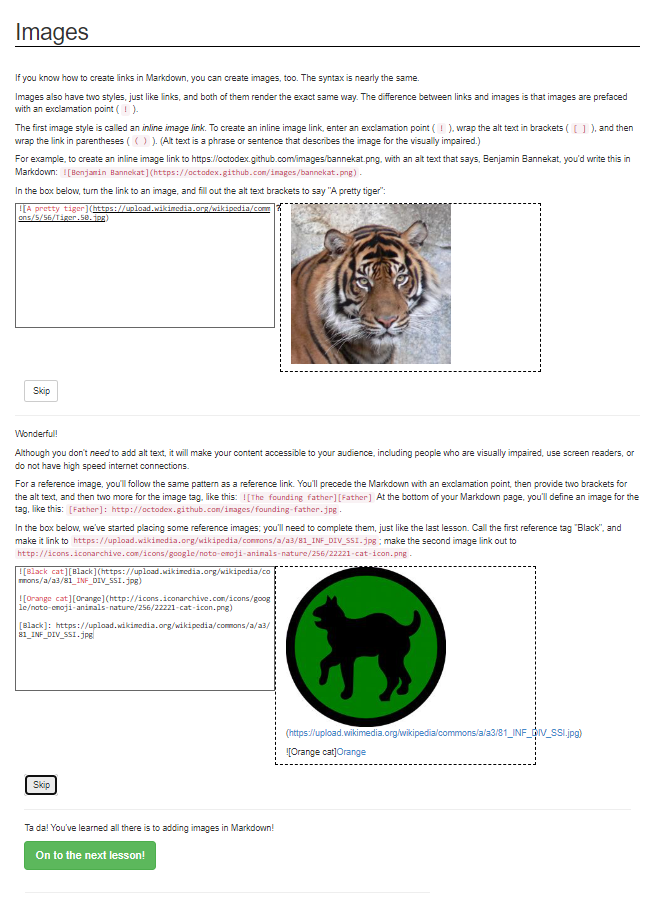 Images
If you know how to create links in Markdown, you can create images, too. The syntax is nearly the same.
Images also have two styles, just like links, and both of them render the exact same way. The difference between links and images is that images are prefaced
with an exclamation point ( ! ).
The first image style is called an inline image link. To create an inline image link, enter an exclamation point ( ! ), wrap the alt text in brackets ( [ ] ), and then
wrap the link in parentheses ( ( ) ). (Alt text is a phrase or sentence that describes the image for the visually impaired.)
For example, to create an inline image link to https://octodex.github.com/images/bannekat.png, with an alt text that says, Benjamin Bannekat, you'd write this in
Markdown: ![Benjamin Bannekat](https://octodex.github.com/images/bannekat.png) .
In the box below, turn the link to an image, and fill out the alt text brackets to say "A pretty tiger":
![A pretty tiger](https://upload.wikimedia.org/wikipedia/comm
ons/5/56/Tiger.50.jpg)
Skip
Wonderful!
Although you don't need to add alt text, it will make your content accessible to your audience, including people who are visually impaired, use screen readers, or
do not have high speed internet connections.
For a reference image, you'll follow the same pattern as a reference link. You'll precede the Markdown with an exclamation point, then provide two brackets for
the alt text, and then two more for the image tag, like this: ![The founding father][Father] At the bottom of your Markdown page, you'll define an image for the
tag, like this: [Father]: http://octodex.github.com/images/founding-father.jpg .
In the box below, we've started placing some reference images; you'll need to complete them, just like the last lesson. Call the first reference tag "Black", and
make it link to https://upload.wikimedia.org/wikipedia/commons/a/a3/81_INF_DIV_SSI.jpg ; make the second image link out to
http://icons.iconarchive.com/icons/google/noto-emoji-animals-nature/256/22221-cat-icon.png .
![Black cat][Black](https://upload.wikimedia.org/wikipedia/co
mmons/a/a3/81_INF_DIV_SSI.jpg)
![Orange cat][Orange](http://icons.iconarchive.com/icons/goog
le/noto-emoji-animals-nature/256/22221-cat-icon.png)
[Black]: https://upload.wikimedia.org/wikipedia/commons/a/a3/
81_INF_DIV_SSI.jpg
(https://upload.wikimedia.org/wikipedia/commons/a/a3/81_INF_DIV_SSI.jpg)
![Orange cat]Orange
Skip
Ta da! You've learned all there is to adding images in Markdown!
On to the next lesson!